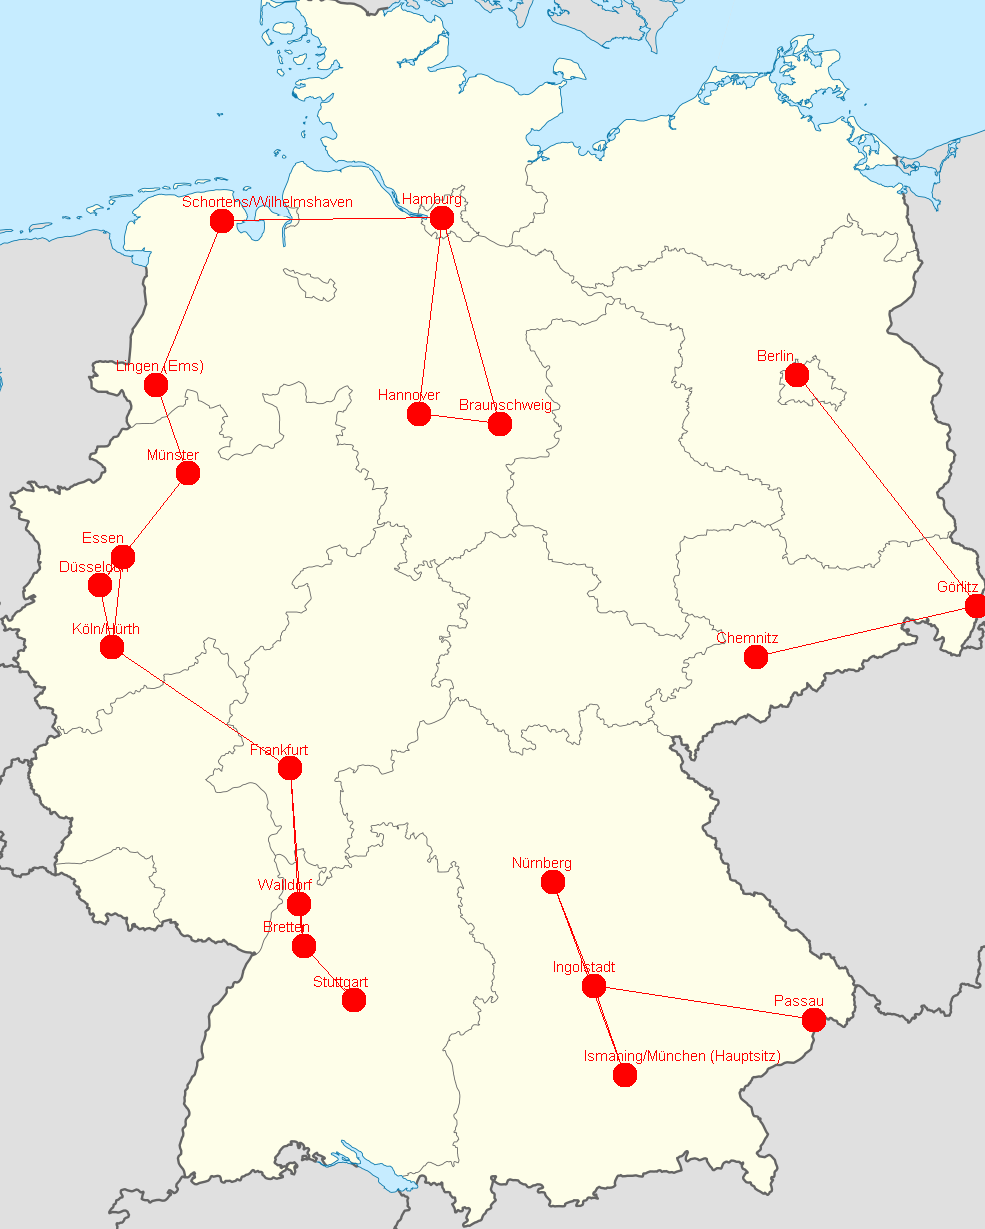 Schortens/Wilhelmshaven
Hamburg
Berlin
Lingen (Ems)
Hannover
Braunschweig
Münster
Essen
Düsseldorf
Görlitz
Köln/Hürth
Chemnitz
Frankfurt
Nürnberg
Walldorf
Bretten
Ingolstadt
Stuttgart
Passau
Ismaning/München (Hauptsitz)